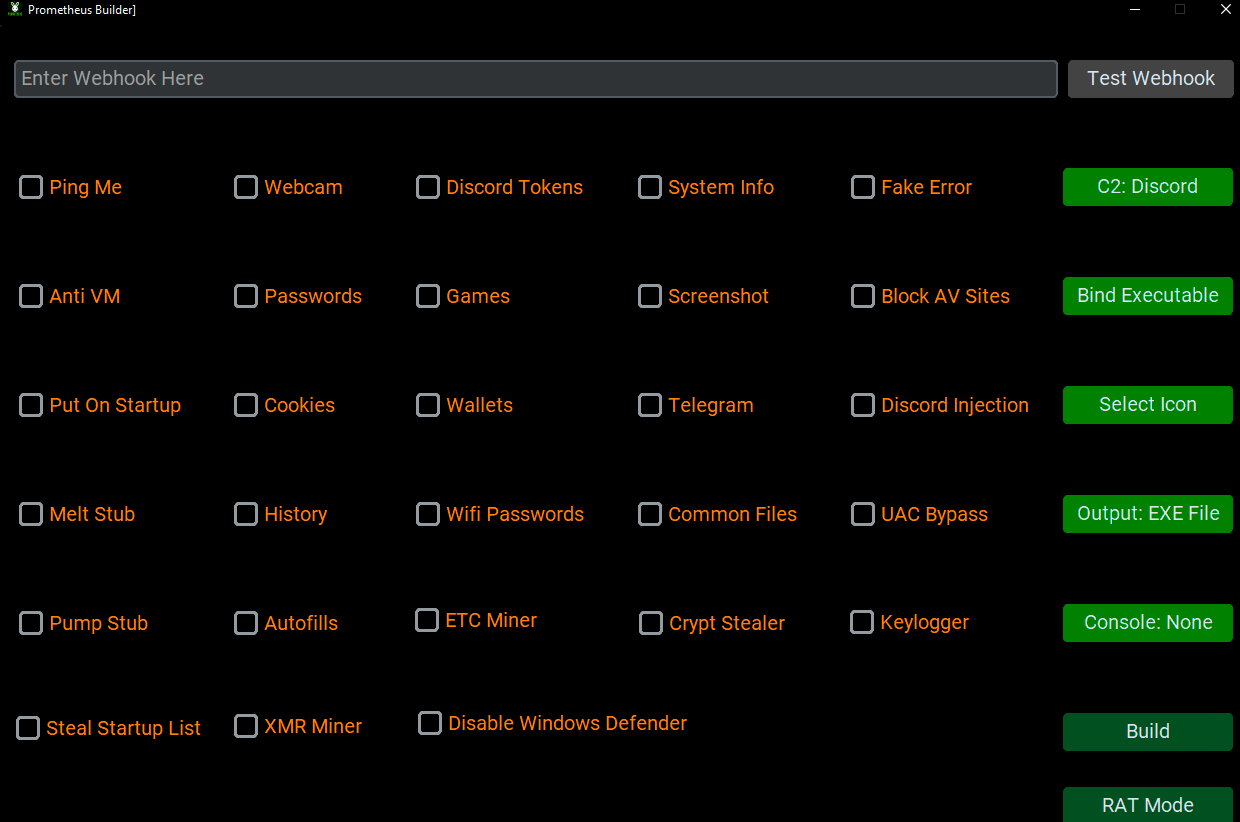 Prometheus Builder]
Enter Webhook Here Test Webhook
Ping Me Webcam Discord Tokens System Info Fake Error C2: Discord
Anti VM Passwords Games Screenshot Block AV Sites Bind Executable
Put On Startup Cookies Wallets Telegram Discord Injection Select Icon
Melt Stub History Wifi Passwords Common Files UAC Bypass Output: EXE File
Pump Stub Autofills ETC Miner Crypt Stealer Keylogger Console: None
Steal Startup List XMR Miner Disable Windows Defender Build
RAT Mode